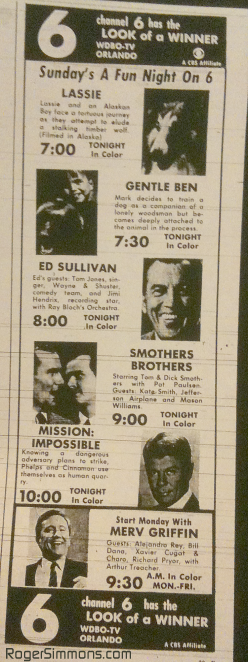 6
channel 6 has the
LOOK of a WINNER
WDBO-TV
ORLANDO
A CBS Affiliate
Sunday's A Fun Night On 6
LASSIE
Lassie and an Alaskan
Boy face a tortuous journey
as they attempt to elude
a stalking timber wolf.
(Filmed in Alaska)
7:00 TONIGHT
In Color
GENTLE BEN
Mark decides to train a
dog as a companion of a
lonely woodsman but be-
comes deeply attached
to the animal in the process.
7:30 TONIGHT
In Color
ED SULLIVAN
Ed's guests: Tom Jones, sin-
ger, Wayne & Shuster,
comedy team, and Jimi
Hendrix, recording star,
with Ray Bloch's Orchestra.
8:00 TONIGHT
In Color
SMOTHERS
BROTHERS
Starring Tom & Dick Smoth-
ers with Pat Paulsen.
Guests: Kate Smith, Jeffer-
son Airplane and Mason
Williams.
9:00 TONIGHT
In Color
MISSION:
IMPOSSIBLE
Knowing a dangerous
adversary plans to strike,
Phelps and Cinnamon use
themselves as human quar-
ry.
10:00 TONIGHT
In Color
Start Monday With
MERV GRIFFIN
Guests: Alejandro Rey, Bill
Dana, Xavier Cugat &
Charo, Richard Pryor, with
Arthur Treacher.
9:30 A.M. In Color
MON.-FRI.
6
channel 6 has the
LOOK of a WINNER
WDBO-TV
ORLANDO
A CBS Affiliate
RogerSimmons.com